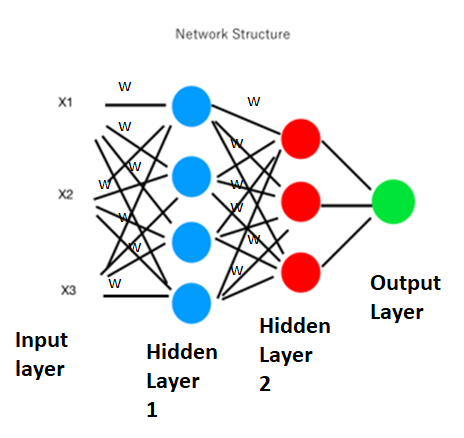 Network Structure
W
W
X1
W
W
W
W
W
X2
W
W
W
W
W
X3
W
Output
Layer
Hidden
Layer
2
Input
layer
Hidden
Layer
1